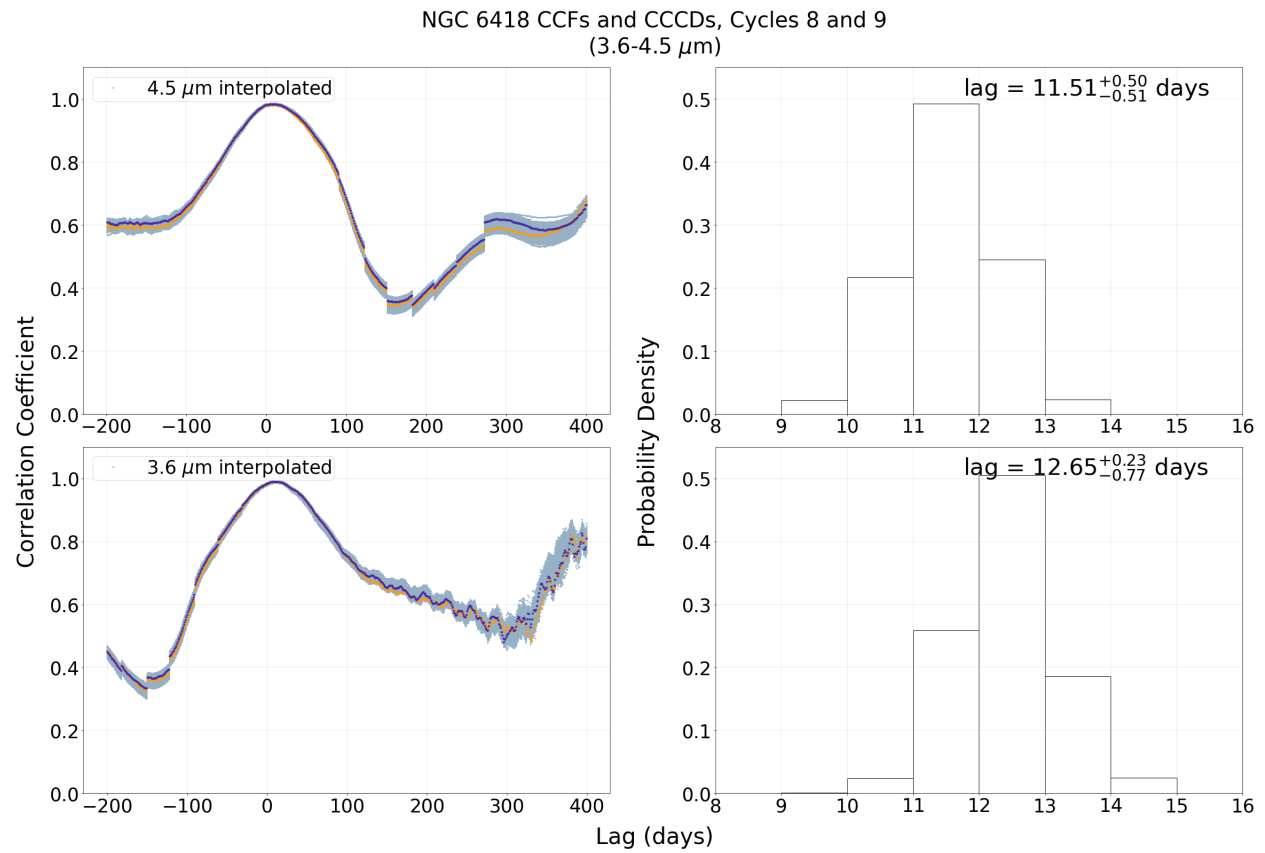 NGC 6418 CCFs and CCCDs, Cycles 8 and 9
(3.6-4.5 μm)
4.5 μm interpolated
1.0
0.8
0.6
0.4
0.2
0.0
−200 −100 0 100 200 300 400
lag = 11.51 +0.50 −0.51 days
0.5
0.4
0.3
0.2
0.1
0.0
8 9 10 11 12 13 14 15 16
Correlation Coefficient
Probability Density
3.6 μm interpolated
1.0
0.8
0.6
0.4
0.2
0.0
−200 −100 0 100 200 300 400
lag = 12.65 +0.23 −0.77 days
0.5
0.4
0.3
0.2
0.1
0.0
8 9 10 11 12 13 14 15 16
Lag (days)